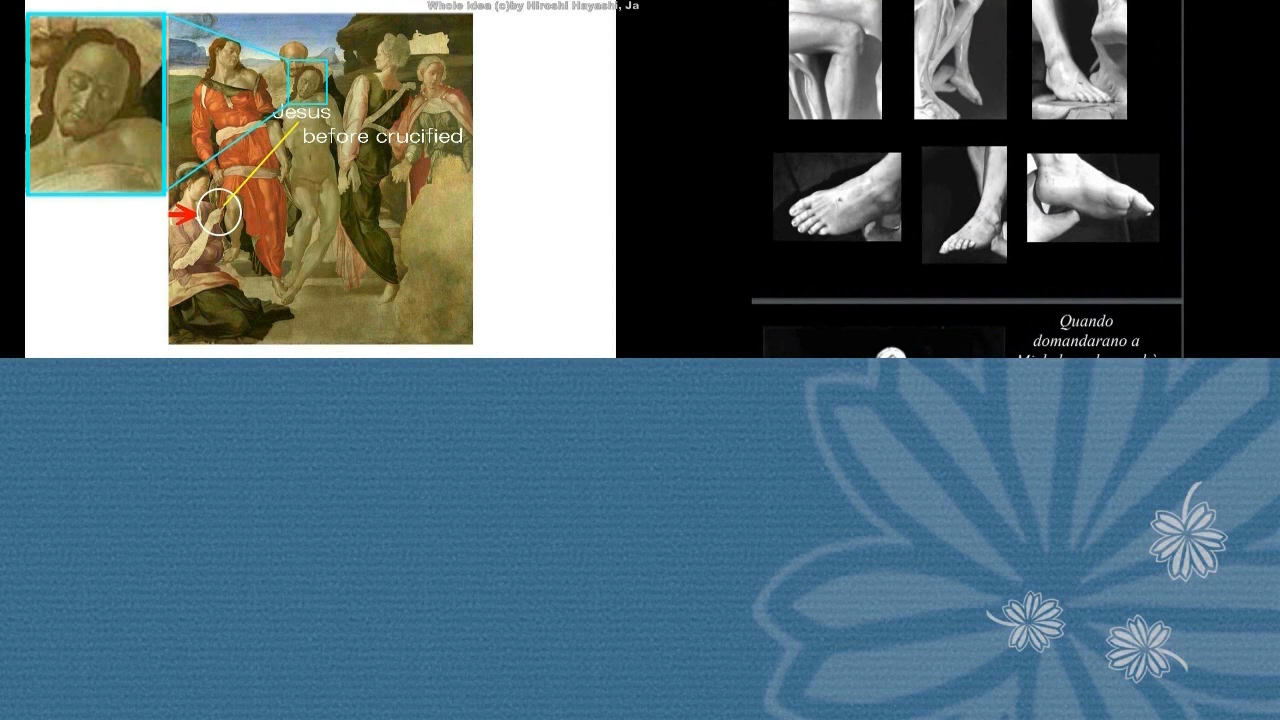 Whole Idea (c)by Hiroshi Hayashi, Ja
Jesus
before crucified
Quando
domandarano a